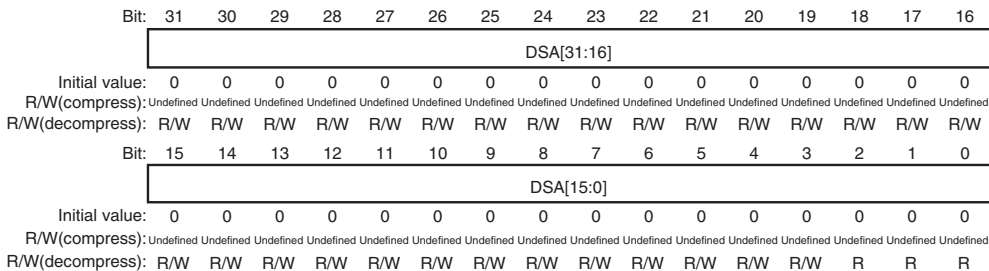 Bit: 31 30 29 28 27 26 25 24 23 22 21 20 19 18 17 16
DSA[31:16]
Initial value: 0 0 0 0 0 0 0 0 0 0 0 0 0 0 0 0
R/W(compress): Undefined Undefined Undefined Undefined Undefined Undefined Undefined Undefined Undefined Undefined Undefined Undefined Undefined Undefined Undefined Undefined
R/W(decompress): R/W R/W R/W R/W R/W R/W R/W R/W R/W R/W R/W R/W R/W R/W R/W R/W
Bit: 15 14 13 12 11 10 9 8 7 6 5 4 3 2 1 0
DSA[15:0]
Initial value: 0 0 0 0 0 0 0 0 0 0 0 0 0 0 0 0
R/W(compress): Undefined Undefined Undefined Undefined Undefined Undefined Undefined Undefined Undefined Undefined Undefined Undefined Undefined Undefined Undefined Undefined
R/W(decompress): R/W R/W R/W R/W R/W R/W R/W R/W R/W R/W R/W R/W R/W R R R